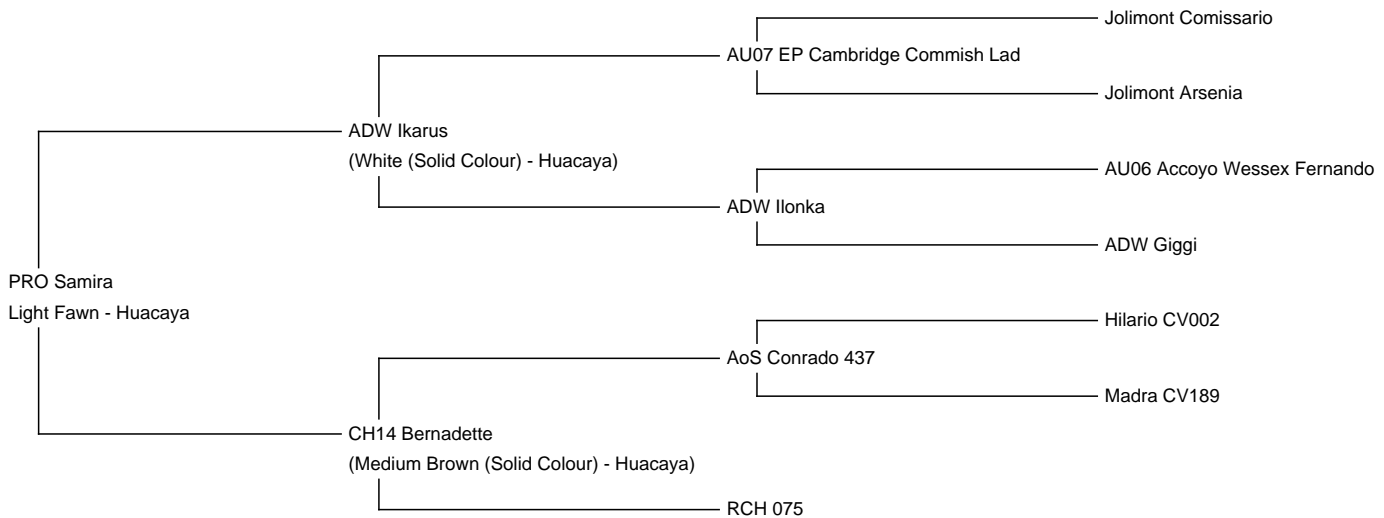 Jolimont Comissario
AU07 EP Cambridge Commish Lad
Jolimont Arsenia
ADW Ikarus
(White (Solid Colour) - Huacaya)
AU06 Accoyo Wessex Fernando
ADW Ilonka
ADW Giggi
PRO Samira
Light Fawn - Huacaya
Hilario CV002
AoS Conrado 437
Madra CV189
CH14 Bernadette
(Medium Brown (Solid Colour) - Huacaya)
RCH 075